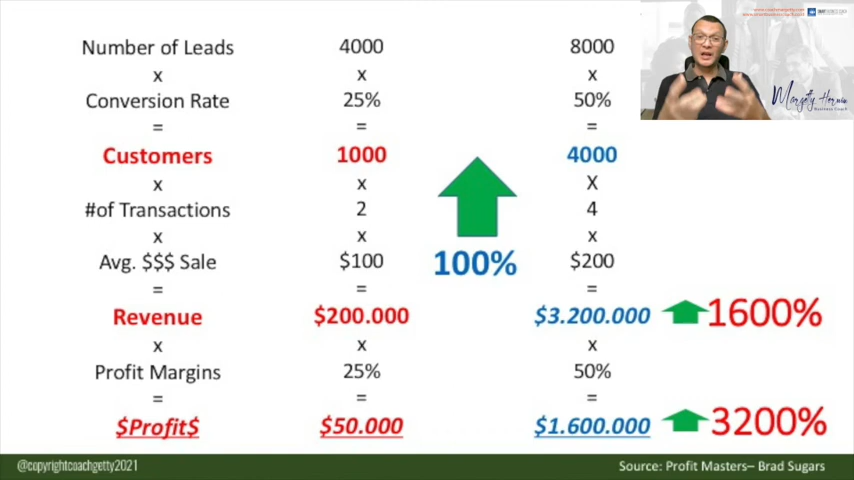 Number of Leads 4000 8000
x x x
Conversion Rate 25% 50%
= = =
Customers 1000 4000
x x X
#of Transactions 2 4
x x x
Avg. $$$ Sale $100 100% $200
= = =
Revenue $200.000 $3.200.000 1600%
x x x
Profit Margins 25% 50%
= = =
$Profit$ $50.000 $1.600.000 3200%
Business Coach
@copyrightcoachgetty2021 Source: Profit Masters– Brad Sugars